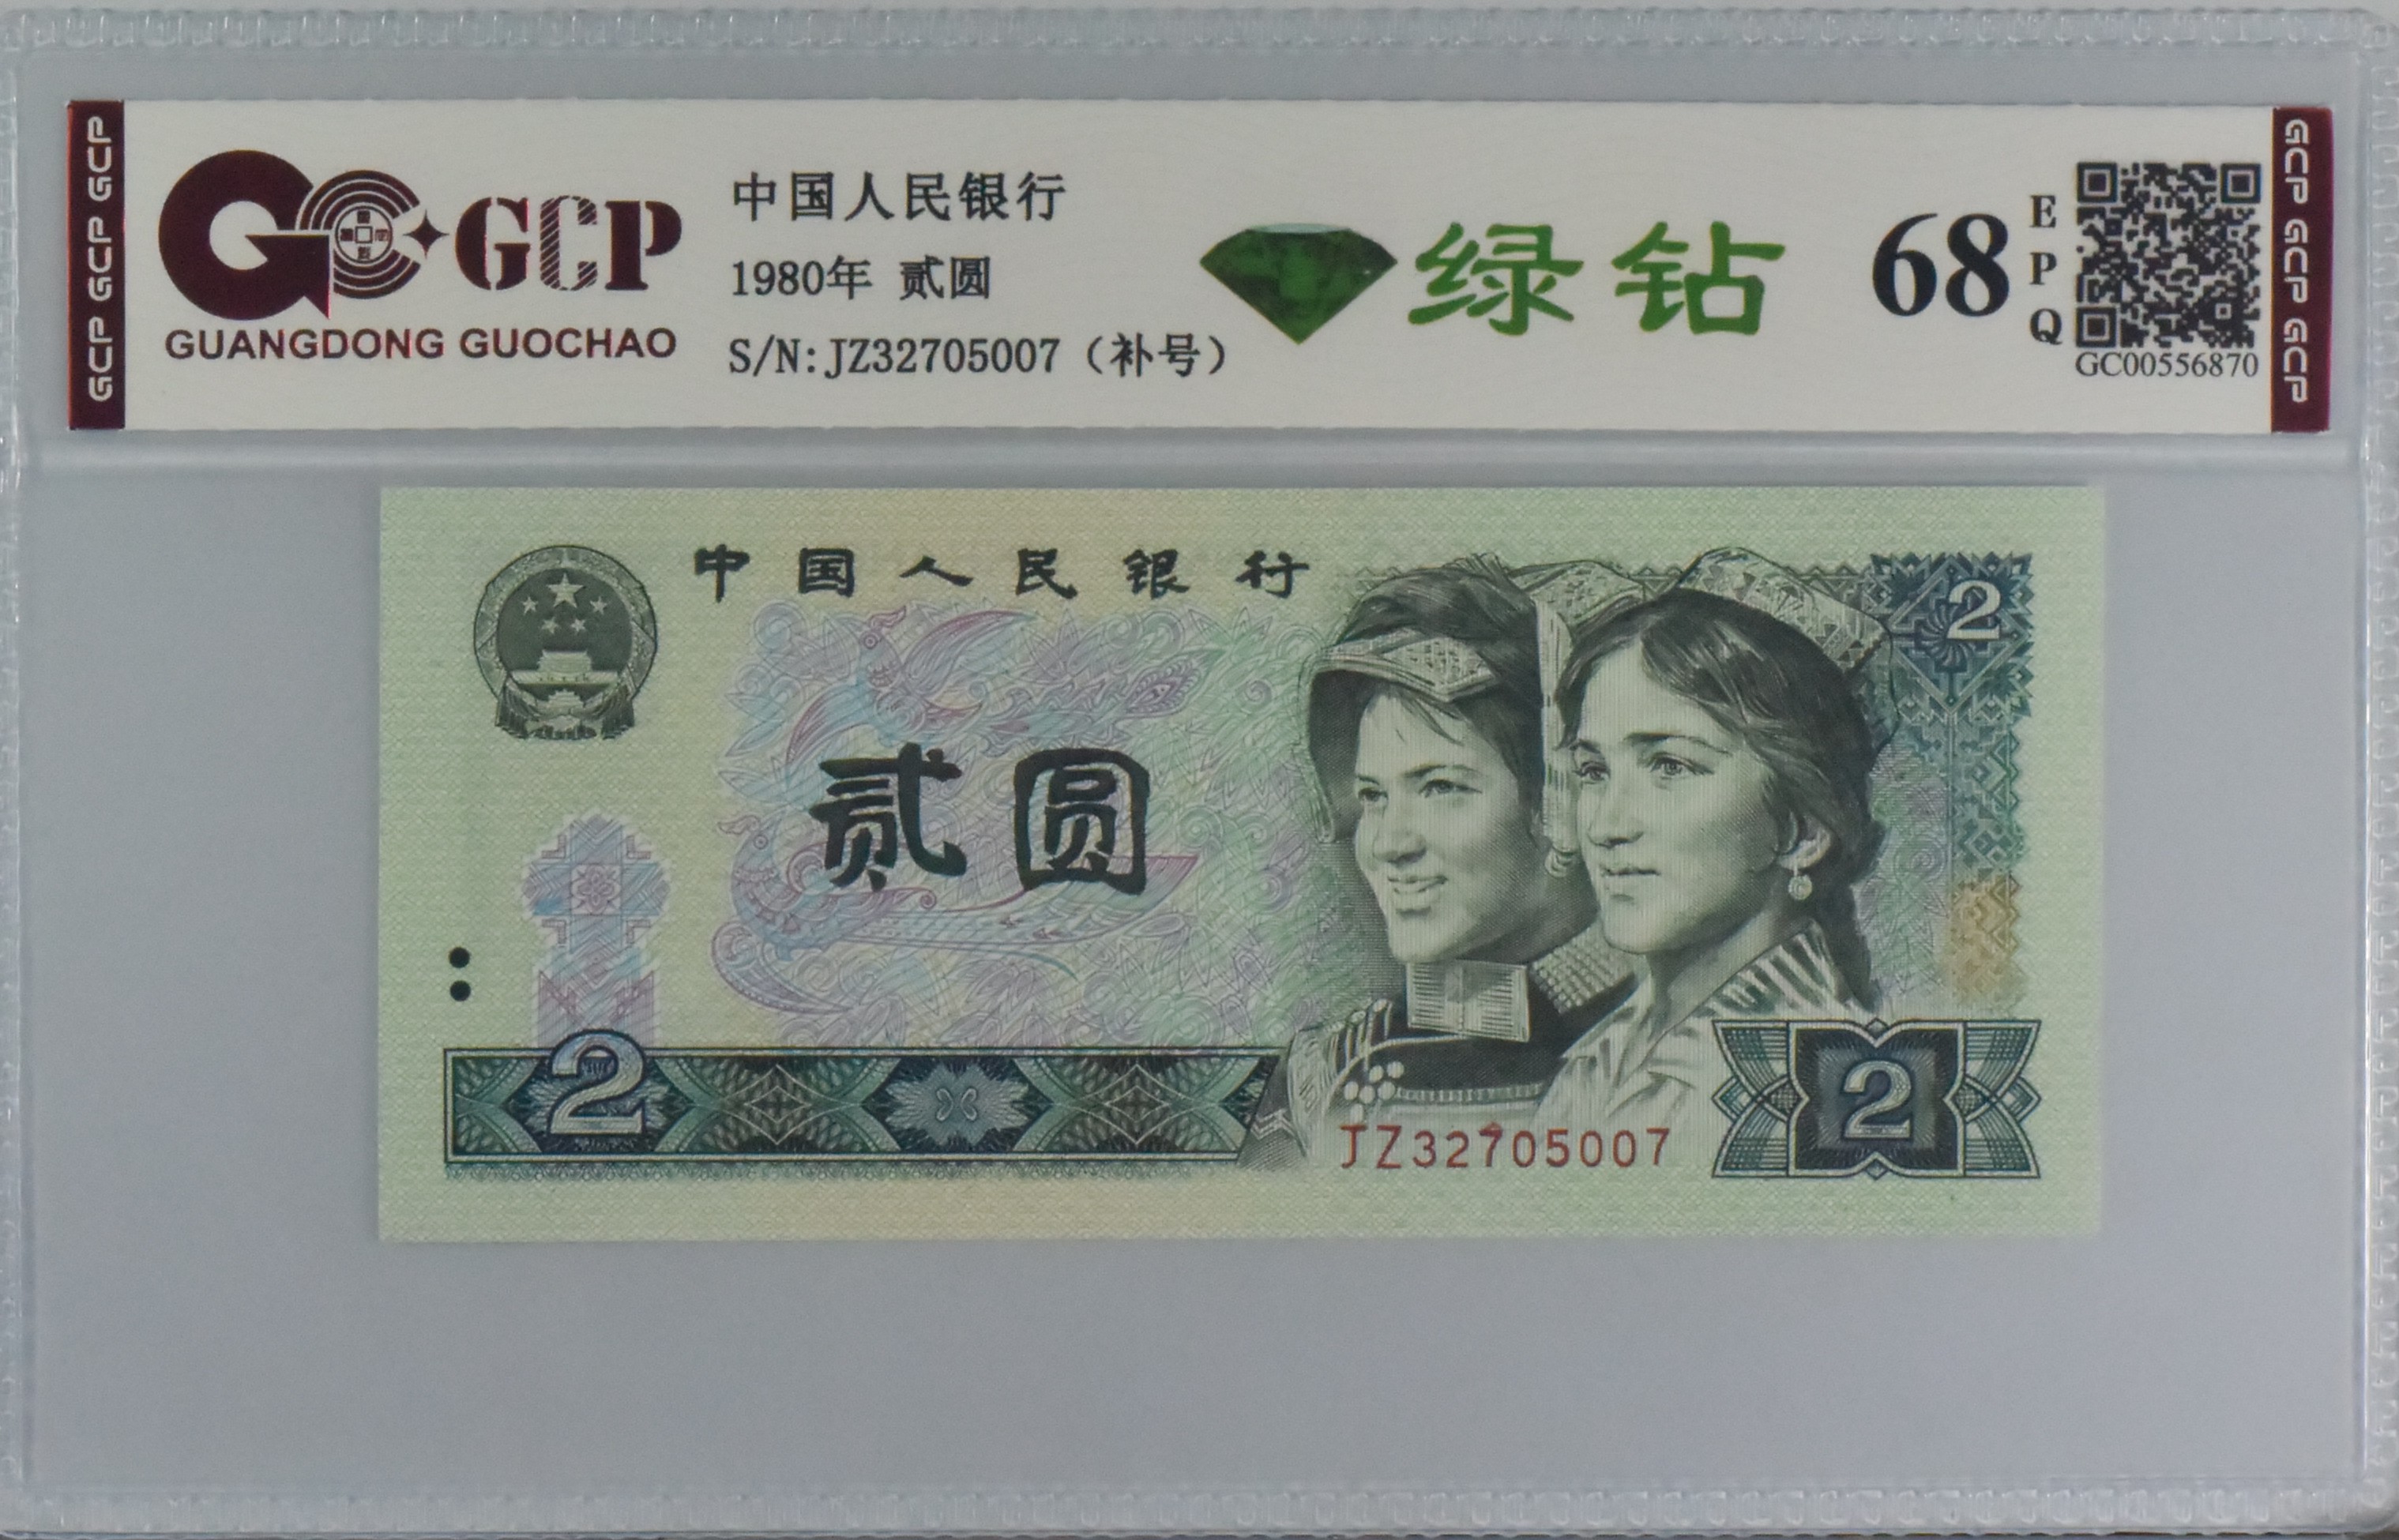 GCP GCP GCP
GCP
GUANGDONG GUOCHAO
中国人民银行
1980年 贰圆
S/N:JZ32705007（补号）
绿钻
68
EPQ
GC00556870
GCP GCP GCP
中国人民银行
2
贰圆
2
JZ32705007
2